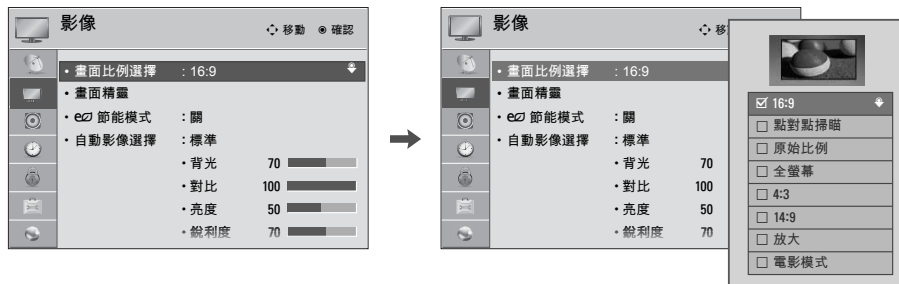 影像
移動 確認
• 畫面比例選擇 : 16:9
• 畫面精靈
• e 節能模式 : 關
• 自動影像選擇 : 標準
• 背光 70
• 對比 100
• 亮度 50
• 銳利度 70
影像
移
• 畫面比例選擇 : 16:9
• 畫面精靈
• e 節能模式 : 關
• 自動影像選擇 : 標準
• 背光 70
• 對比 100
• 亮度 50
• 銳利度 70
16:9
點對點掃瞄
原始比例
全螢幕
4:3
14:9
放大
電影模式